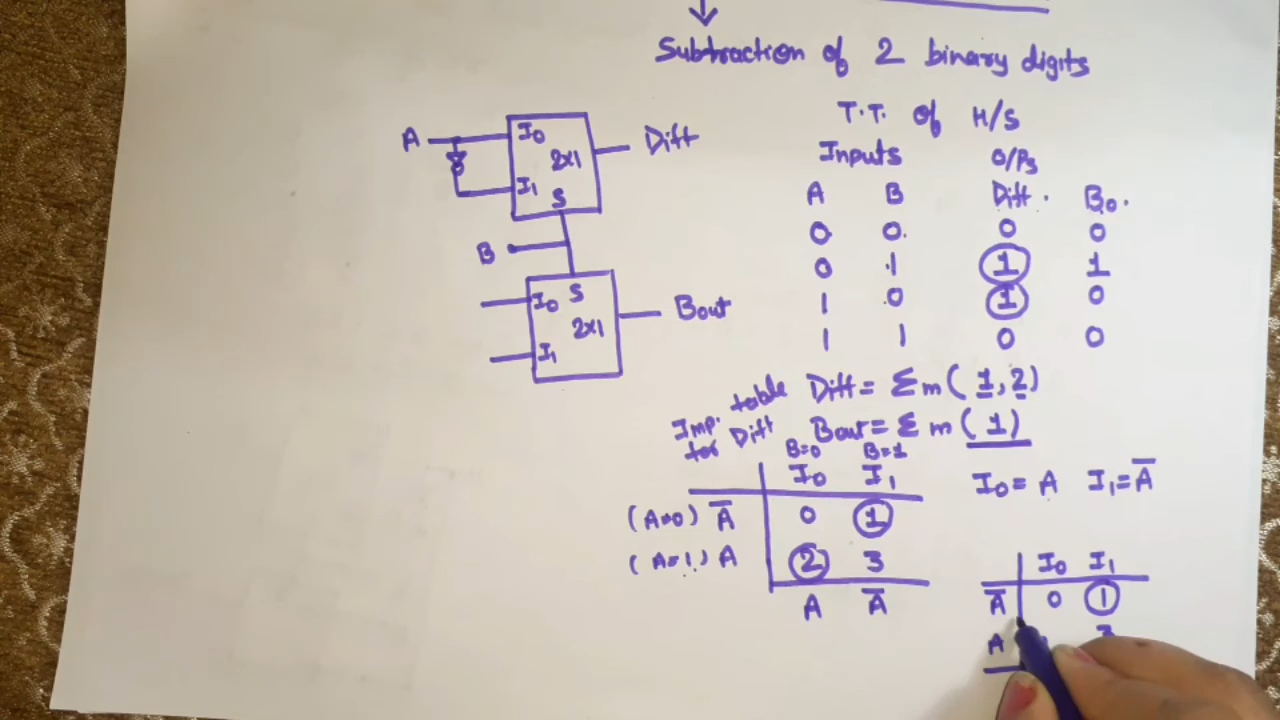 Subtraction of 2 binary digits
T.T. of H/S
Inputs O/Ps
A B Diff. B0.
0 0 0 0
0 1 1 1
1 0 1 0
1 1 0 0
A I0 2x1 Diff
I1
S
B
S
I0 2x1 Bout
I1
Diff = Σm(1,2)
Bout = Σm(1)
Imp. table
for Diff
B=0 B=1
I0 I1
(A=0) Ā 0 1
(A=1) A 2 3
A Ā
I0 = A I1 = Ā
I0 I1
Ā 0 1
A 3